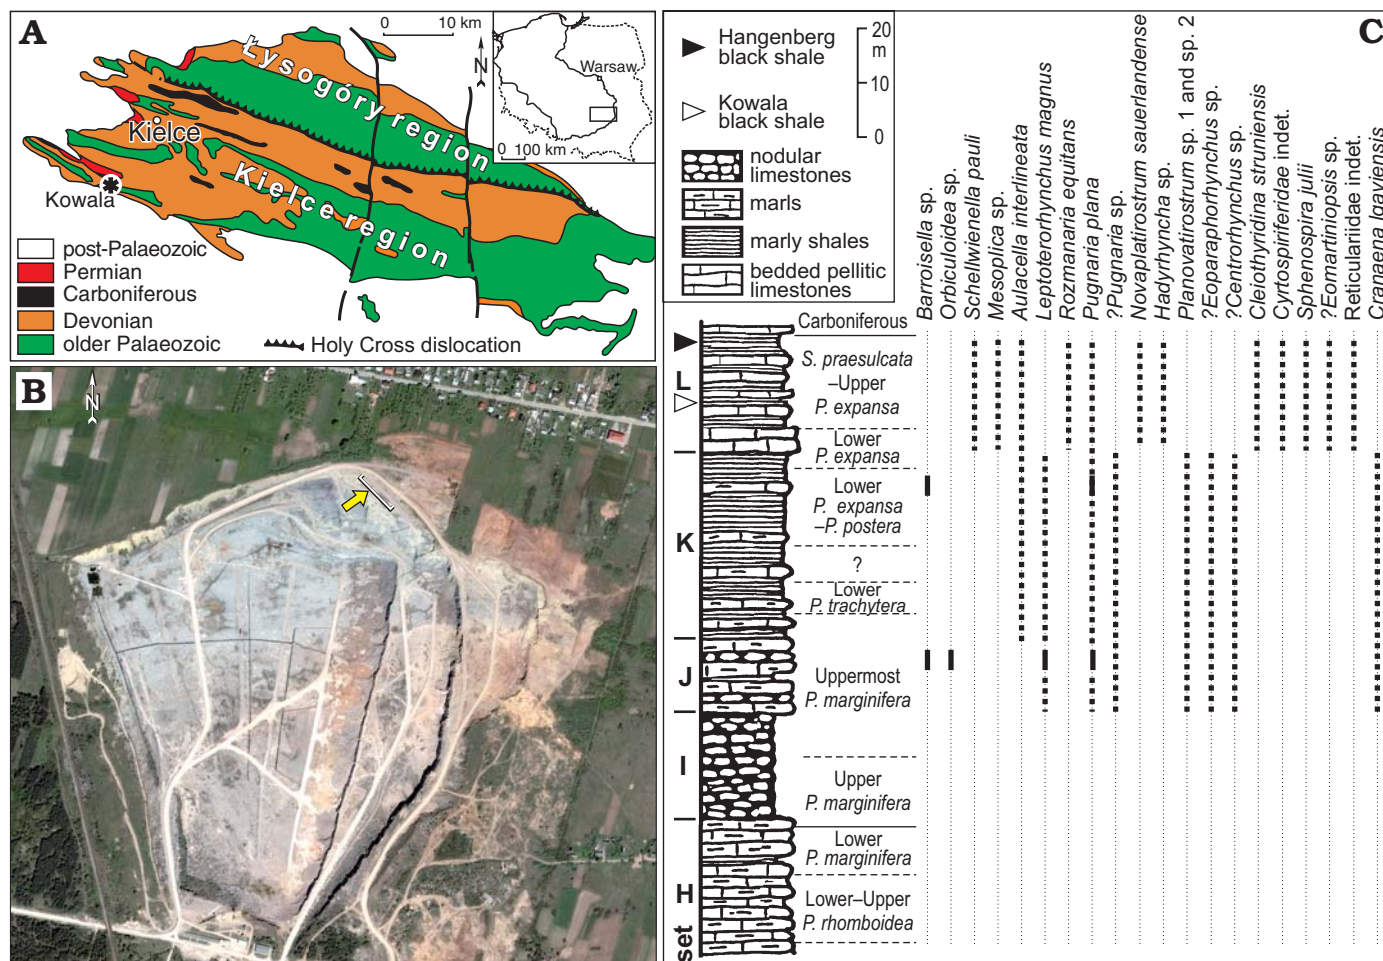 A
0 10 km
N
Warsaw
0 100 km
Łysogóry region
Kielce
Kielce region
Kowala
post-Palaeozoic
Permian
Carboniferous
Devonian
older Palaeozoic
Holy Cross dislocation
B
N
C
Hangenberg
black shale
Kowala
black shale
20
m
10
0
nodular
limestones
marls
marly shales
bedded pellitic
limestones
Barroisella sp.
Orbiculoidea sp.
Schellwienella pauli
Mesoplica sp.
Aulacella interlineata
Leptoterorhynchus magnus
Rozmanaria equitans
Pugnaria plana
?Pugnaria sp.
Novaplatirostrum sauerlandense
Hadyrhyncha sp.
Planovatirostrum sp. 1 and sp. 2
?Eoparaphorhynchus sp.
?Centrorhynchus sp.
Cleiothyridina struniensis
Cyrtospiriferidae indet.
Sphenospira julii
?Eomartiniopsis sp.
Reticulariidae indet.
Cranaena lgaviensis
Carboniferous
S. praesulcata
–Upper
P. expansa
Lower
P. expansa
Lower
P. expansa
–P. postera
?
Lower
P. trachytera
Uppermost
P. marginifera
Upper
P. marginifera
Lower
P. marginifera
Lower–Upper
P. rhomboidea
L
K
J
I
H
set